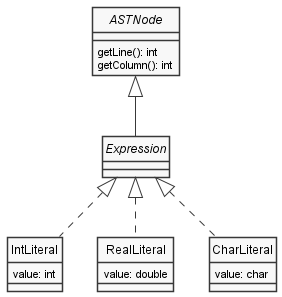 ASTNode
getLine(): int
getColumn(): int
Expression
IntLiteral
value: int
RealLiteral
value: double
CharLiteral
value: char